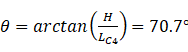 θ = arctan(H/L_C4) = 70.7°